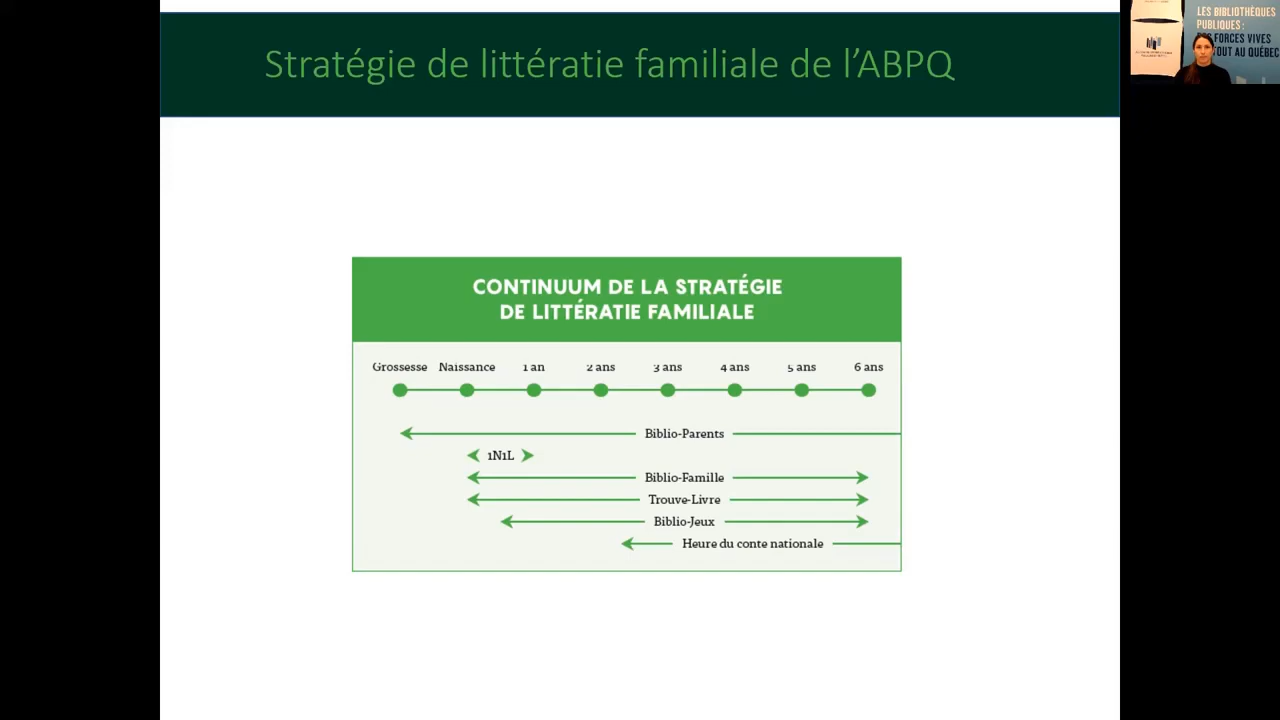 Stratégie de littératie familiale de l'ABPQ
LES BIBLIOTHÈQUES
PUBLIQUES :
FORCES VIVES
TOUT AU QUÉBEC
CONTINUUM DE LA STRATÉGIE
DE LITTÉRATIE FAMILIALE
Grossesse Naissance 1 an 2 ans 3 ans 4 ans 5 ans 6 ans
Biblio-Parents
1N1L
Biblio-Famille
Trouve-Livre
Biblio-Jeux
Heure du conte nationale